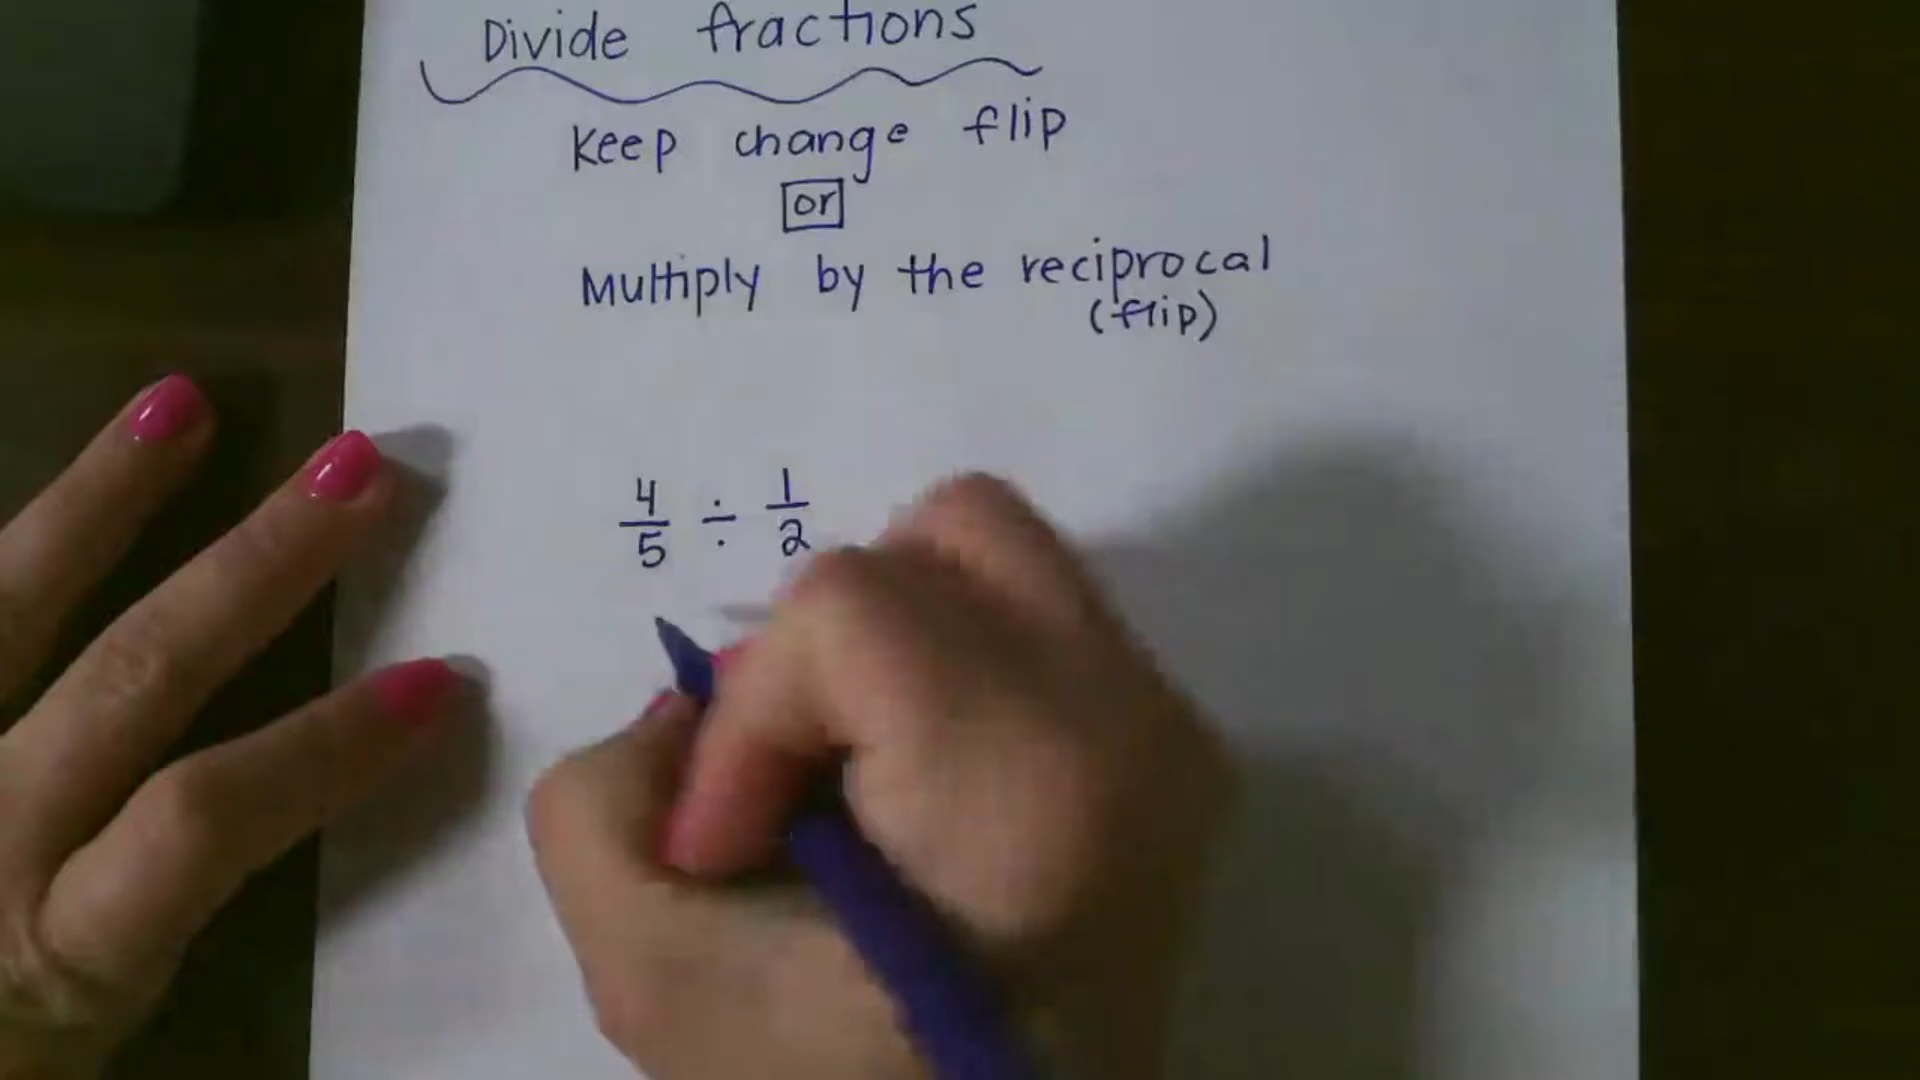 Divide fractions
Keep change flip
or
Multiply by the reciprocal
(flip)
4/5 ÷ 1/2